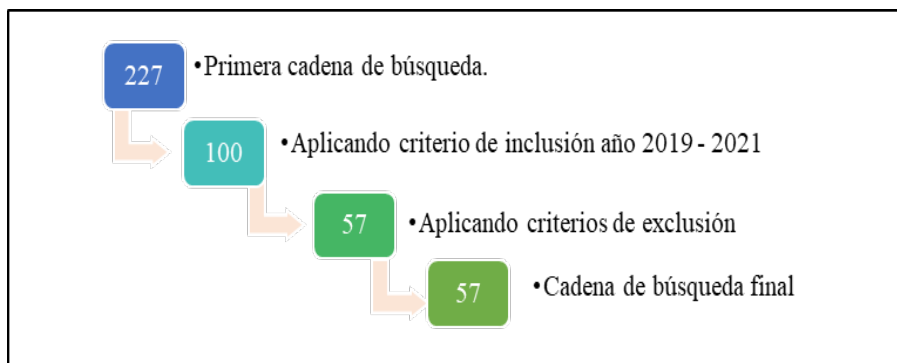 227
•Primera cadena de búsqueda.
100
•Aplicando criterio de inclusión año 2019 - 2021
57
•Aplicando criterios de exclusión
57
•Cadena de búsqueda final